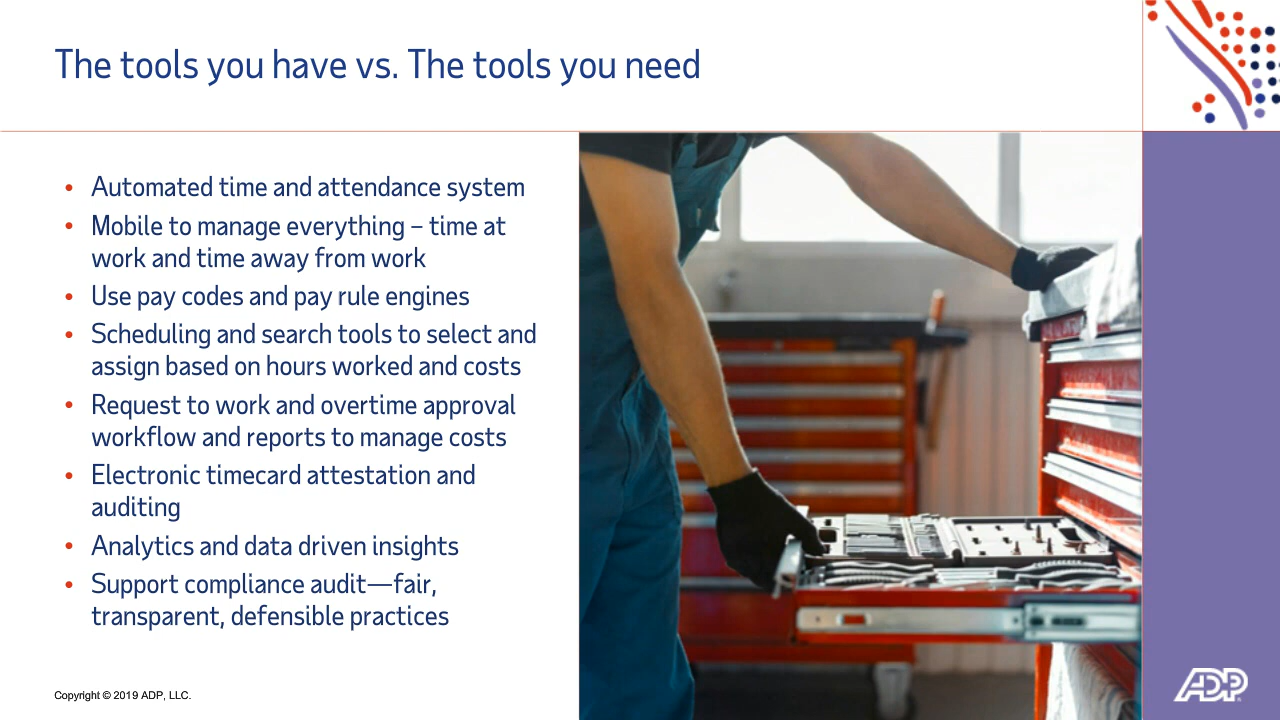 The tools you have vs. The tools you need
• Automated time and attendance system
• Mobile to manage everything – time at
work and time away from work
• Use pay codes and pay rule engines
• Scheduling and search tools to select and
assign based on hours worked and costs
• Request to work and overtime approval
workflow and reports to manage costs
• Electronic timecard attestation and
auditing
• Analytics and data driven insights
• Support compliance audit—fair,
transparent, defensible practices
Copyright © 2019 ADP, LLC.
ADP